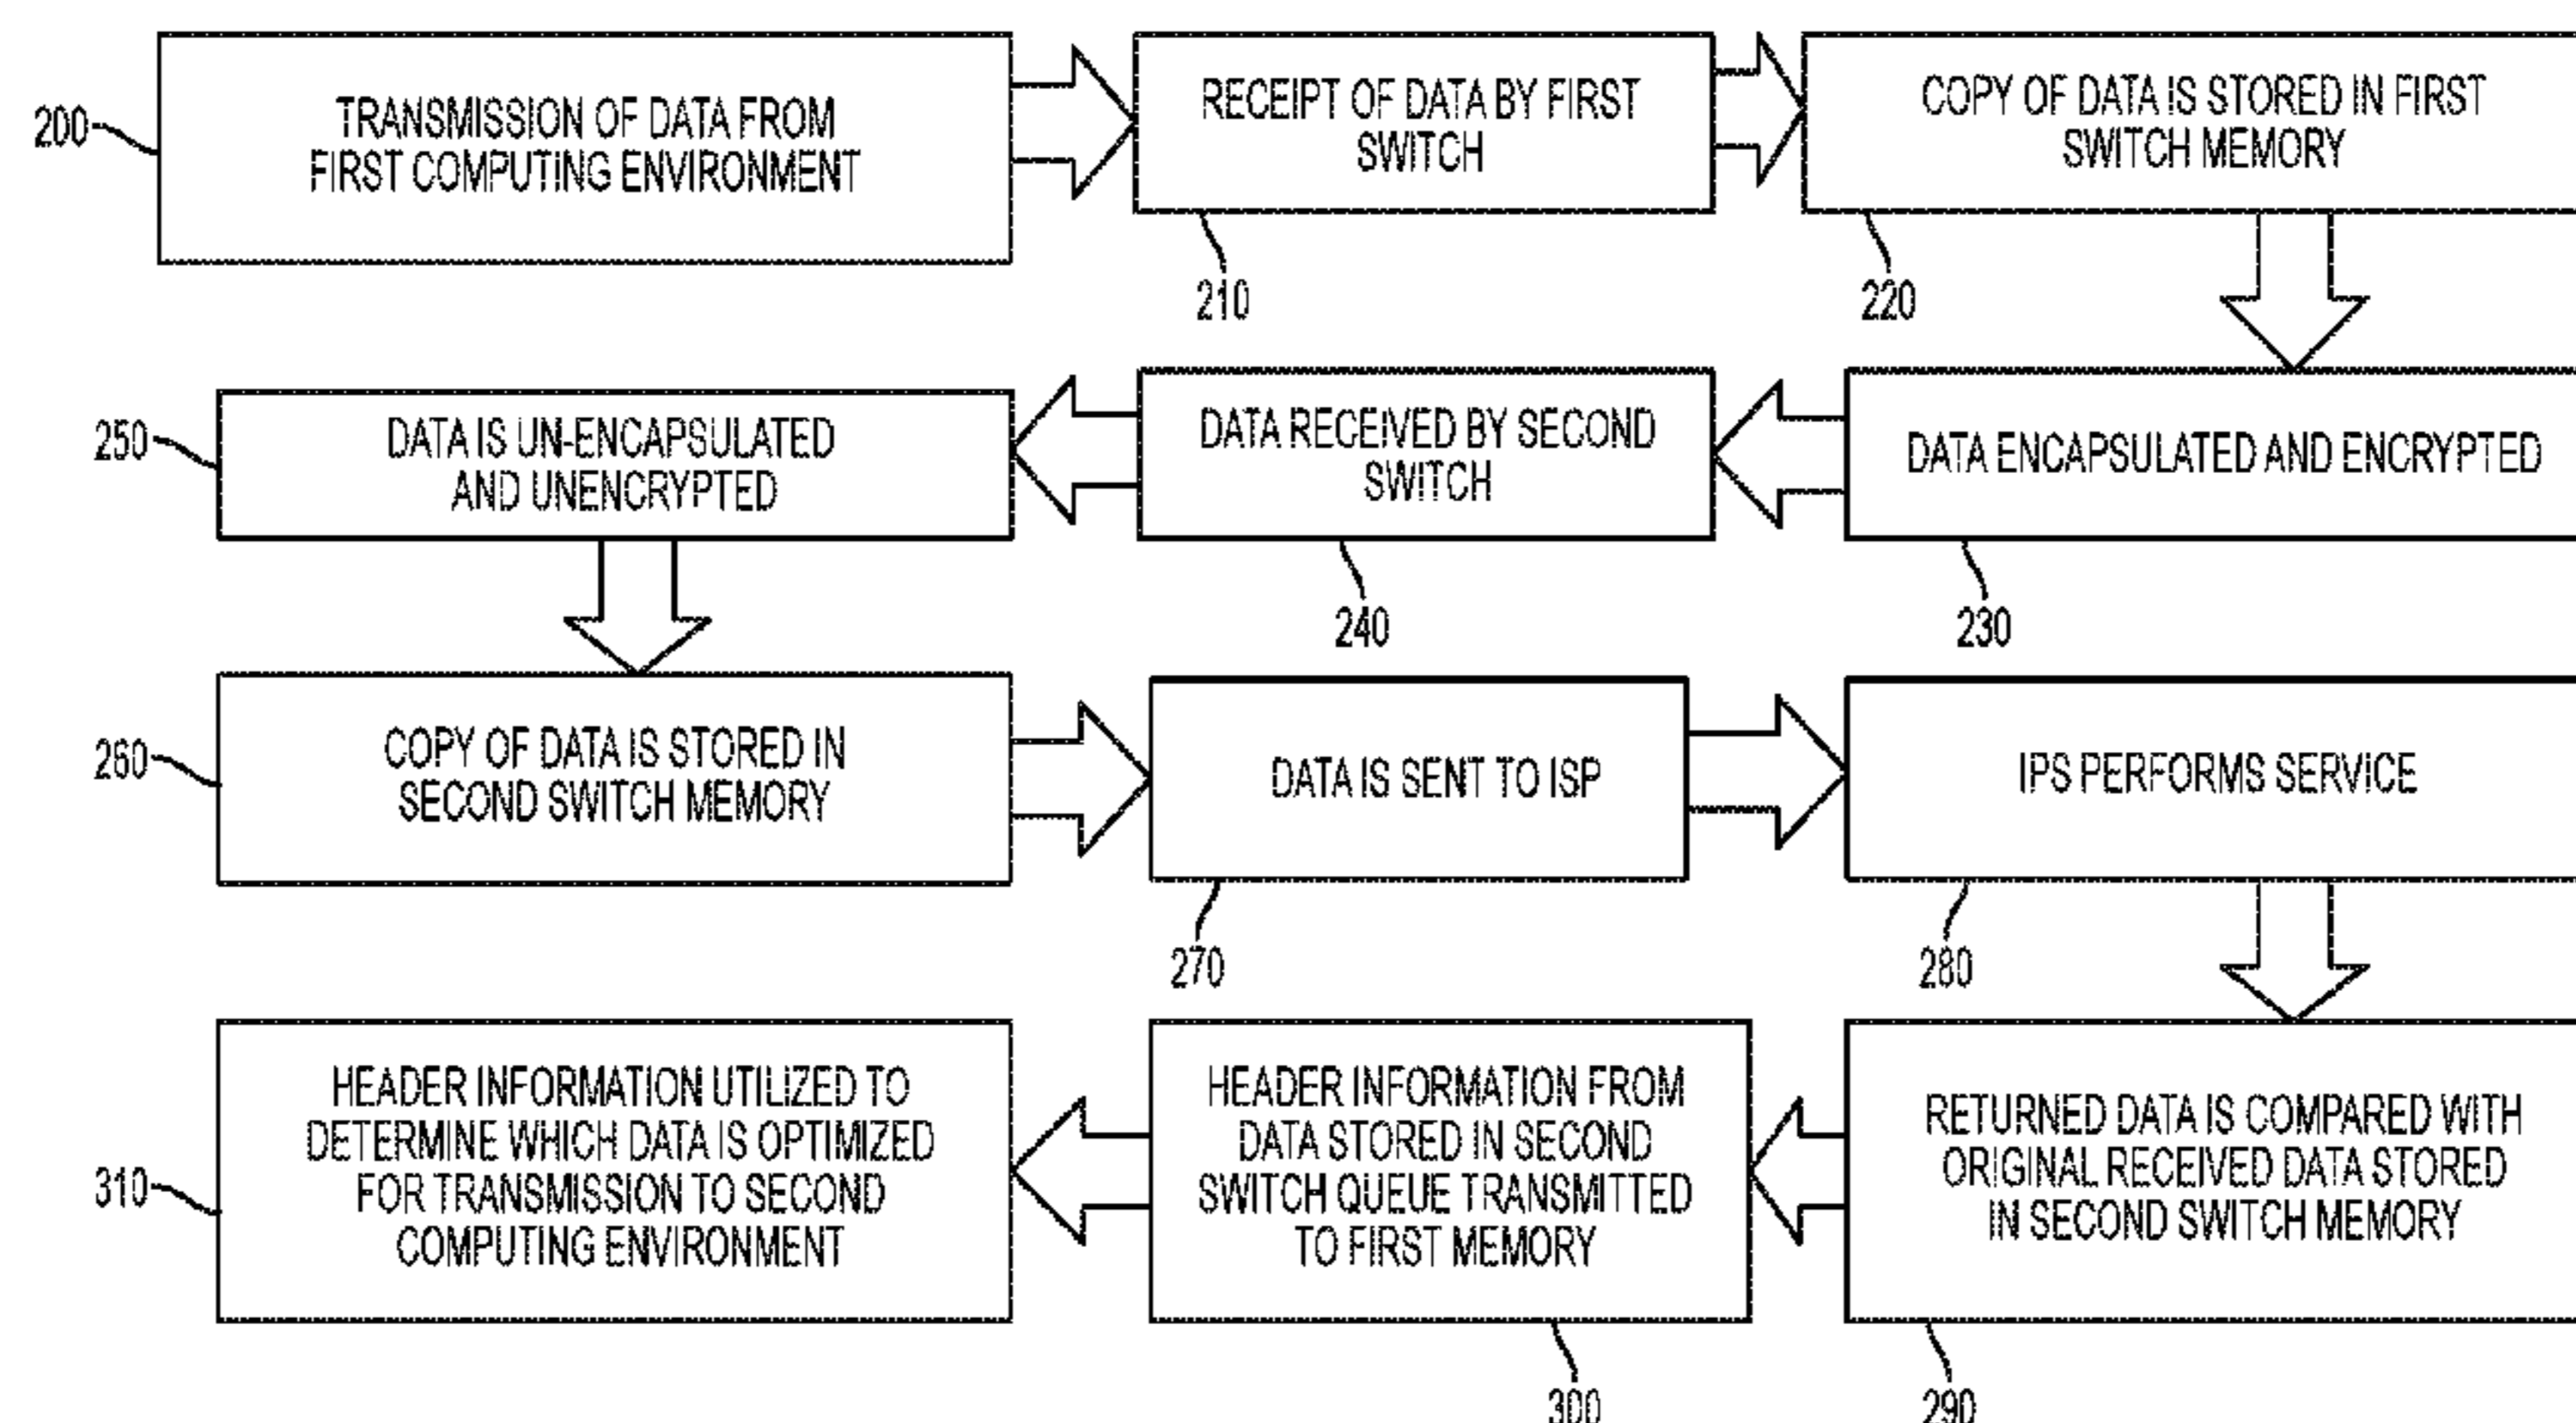 200
TRANSMISSION OF DATA FROM
FIRST COMPUTING ENVIRONMENT
RECEIPT OF DATA BY FIRST
SWITCH
210
COPY OF DATA IS STORED IN FIRST
SWITCH MEMORY
220
DATA ENCAPSULATED AND ENCRYPTED
230
DATA RECEIVED BY SECOND
SWITCH
240
250
DATA IS UN-ENCAPSULATED
AND UNENCRYPTED
260
COPY OF DATA IS STORED IN
SECOND SWITCH MEMORY
DATA IS SENT TO ISP
270
IPS PERFORMS SERVICE
280
RETURNED DATA IS COMPARED WITH
ORIGINAL RECEIVED DATA STORED
IN SECOND SWITCH MEMORY
290
HEADER INFORMATION FROM
DATA STORED IN SECOND
SWITCH QUEUE TRANSMITTED
TO FIRST MEMORY
300
310
HEADER INFORMATION UTILIZED TO
DETERMINE WHICH DATA IS OPTIMIZED
FOR TRANSMISSION TO SECOND
COMPUTING ENVIRONMENT